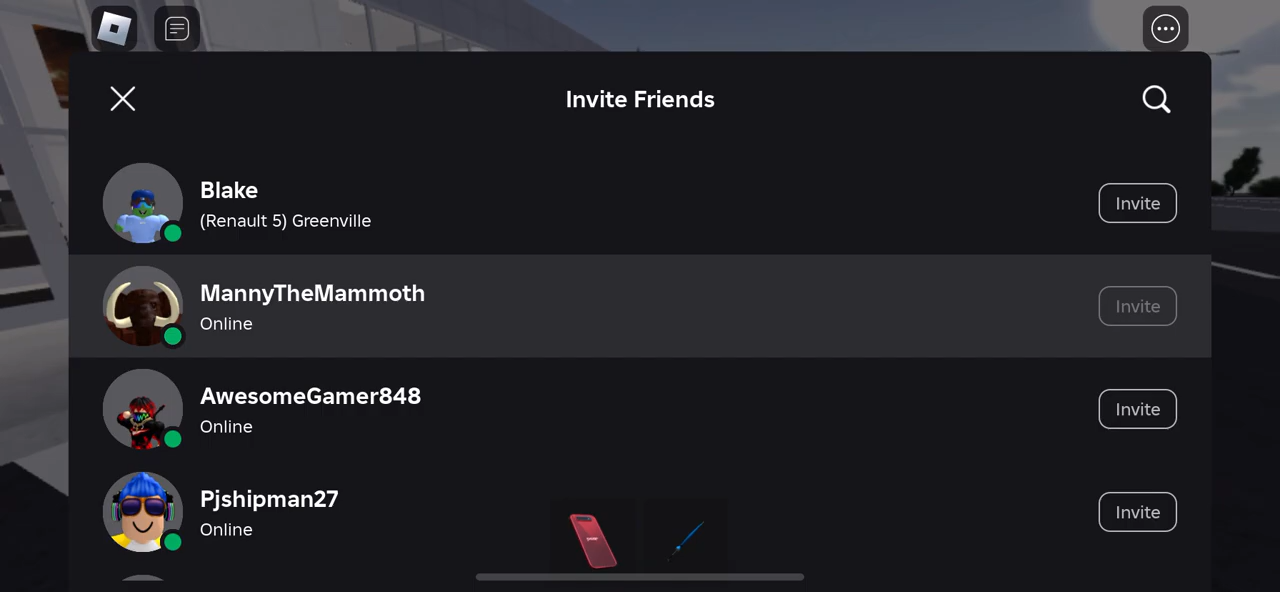 Invite Friends
Blake
(Renault 5) Greenville
Invite
MannyTheMammoth
Online
Invite
AwesomeGamer848
Online
Invite
Pjshipman27
Online
Invite